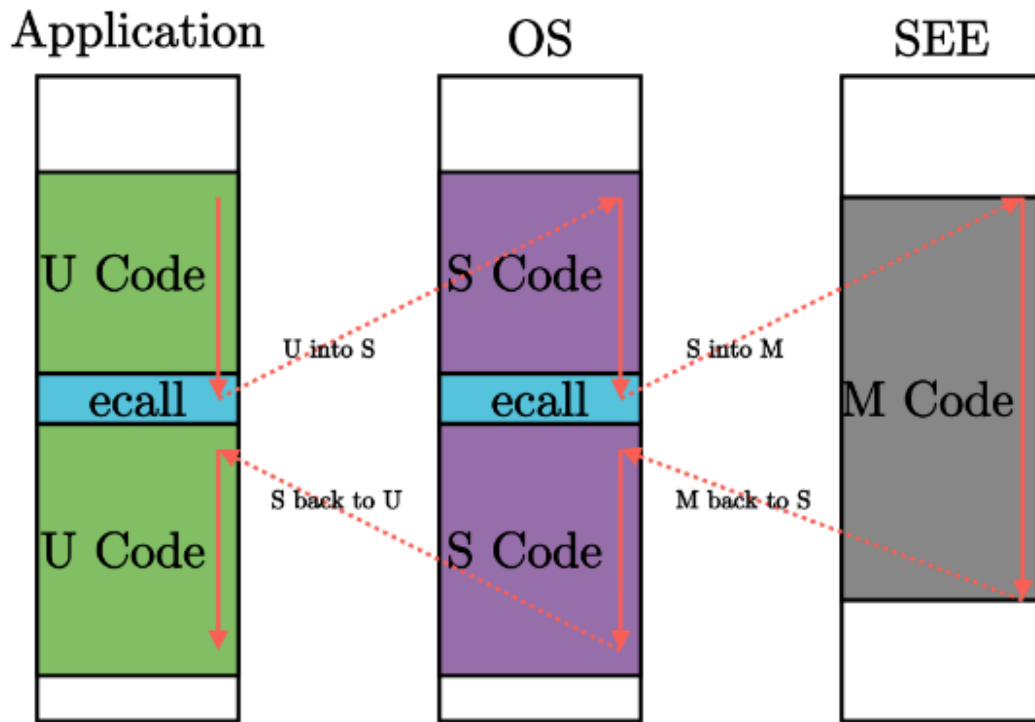 Application
OS
SEE
U Code
S Code
U into S
S into M
ecall
ecall
M Code
S back to U
M back to S
U Code
S Code